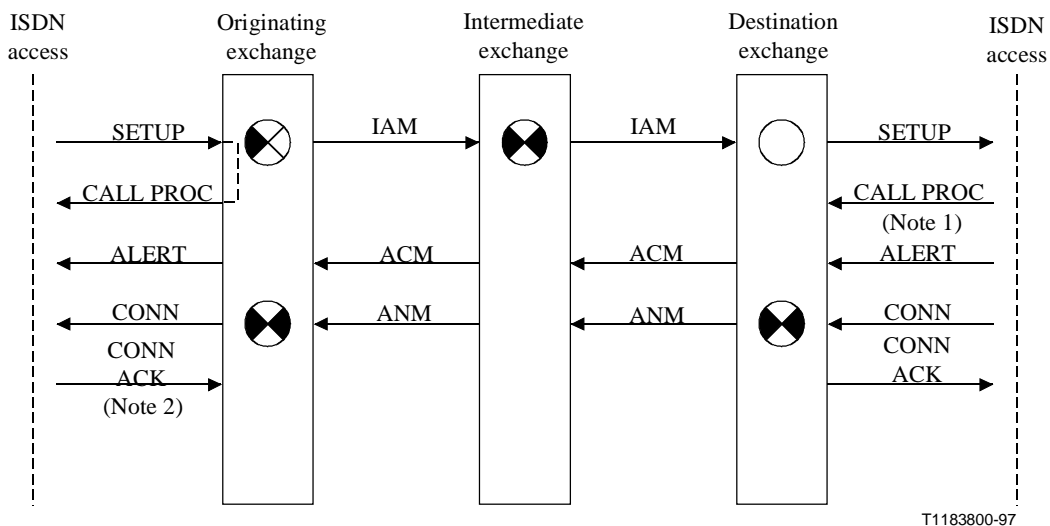 ISDN access
Originating exchange
Intermediate exchange
Destination exchange
ISDN access
SETUP
IAM
IAM
SETUP
CALL PROC
CALL PROC
(Note 1)
ALERT
ACM
ACM
ALERT
CONN
ANM
ANM
CONN
CONN
ACK
(Note 2)
CONN
ACK
T1183800-97